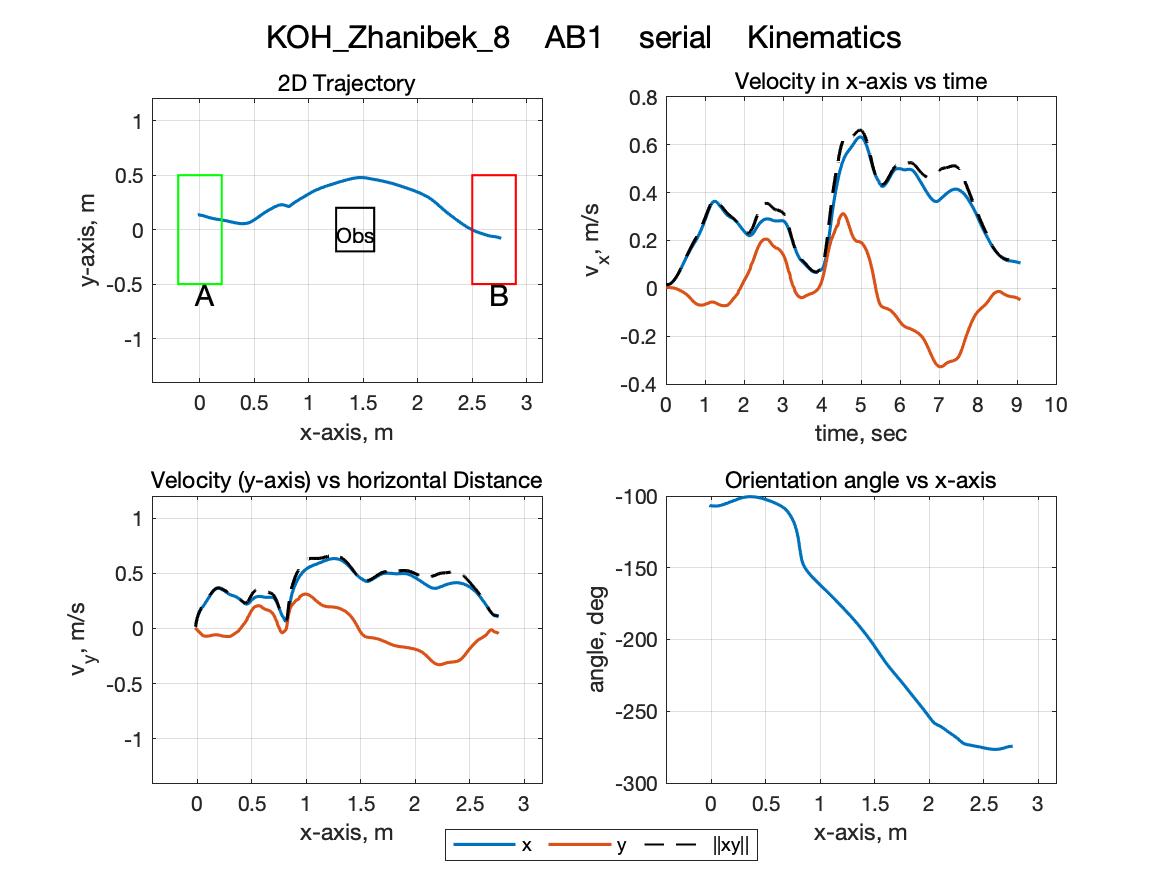 KOH_Zhanibek_8 AB1 serial Kinematics
2D Trajectory
1
0.5
0
-0.5
-1
y-axis, m
A
Obs
B
0 0.5 1 1.5 2 2.5 3
x-axis, m
Velocity in x-axis vs time
0.8
0.6
0.4
0.2
0
-0.2
-0.4
v_x, m/s
0 1 2 3 4 5 6 7 8 9 10
time, sec
Velocity (y-axis) vs horizontal Distance
1
0.5
0
-0.5
-1
v_y, m/s
0 0.5 1 1.5 2 2.5 3
x-axis, m
Orientation angle vs x-axis
-100
-150
-200
-250
-300
angle, deg
0 0.5 1 1.5 2 2.5 3
x-axis, m
x y ||xy||